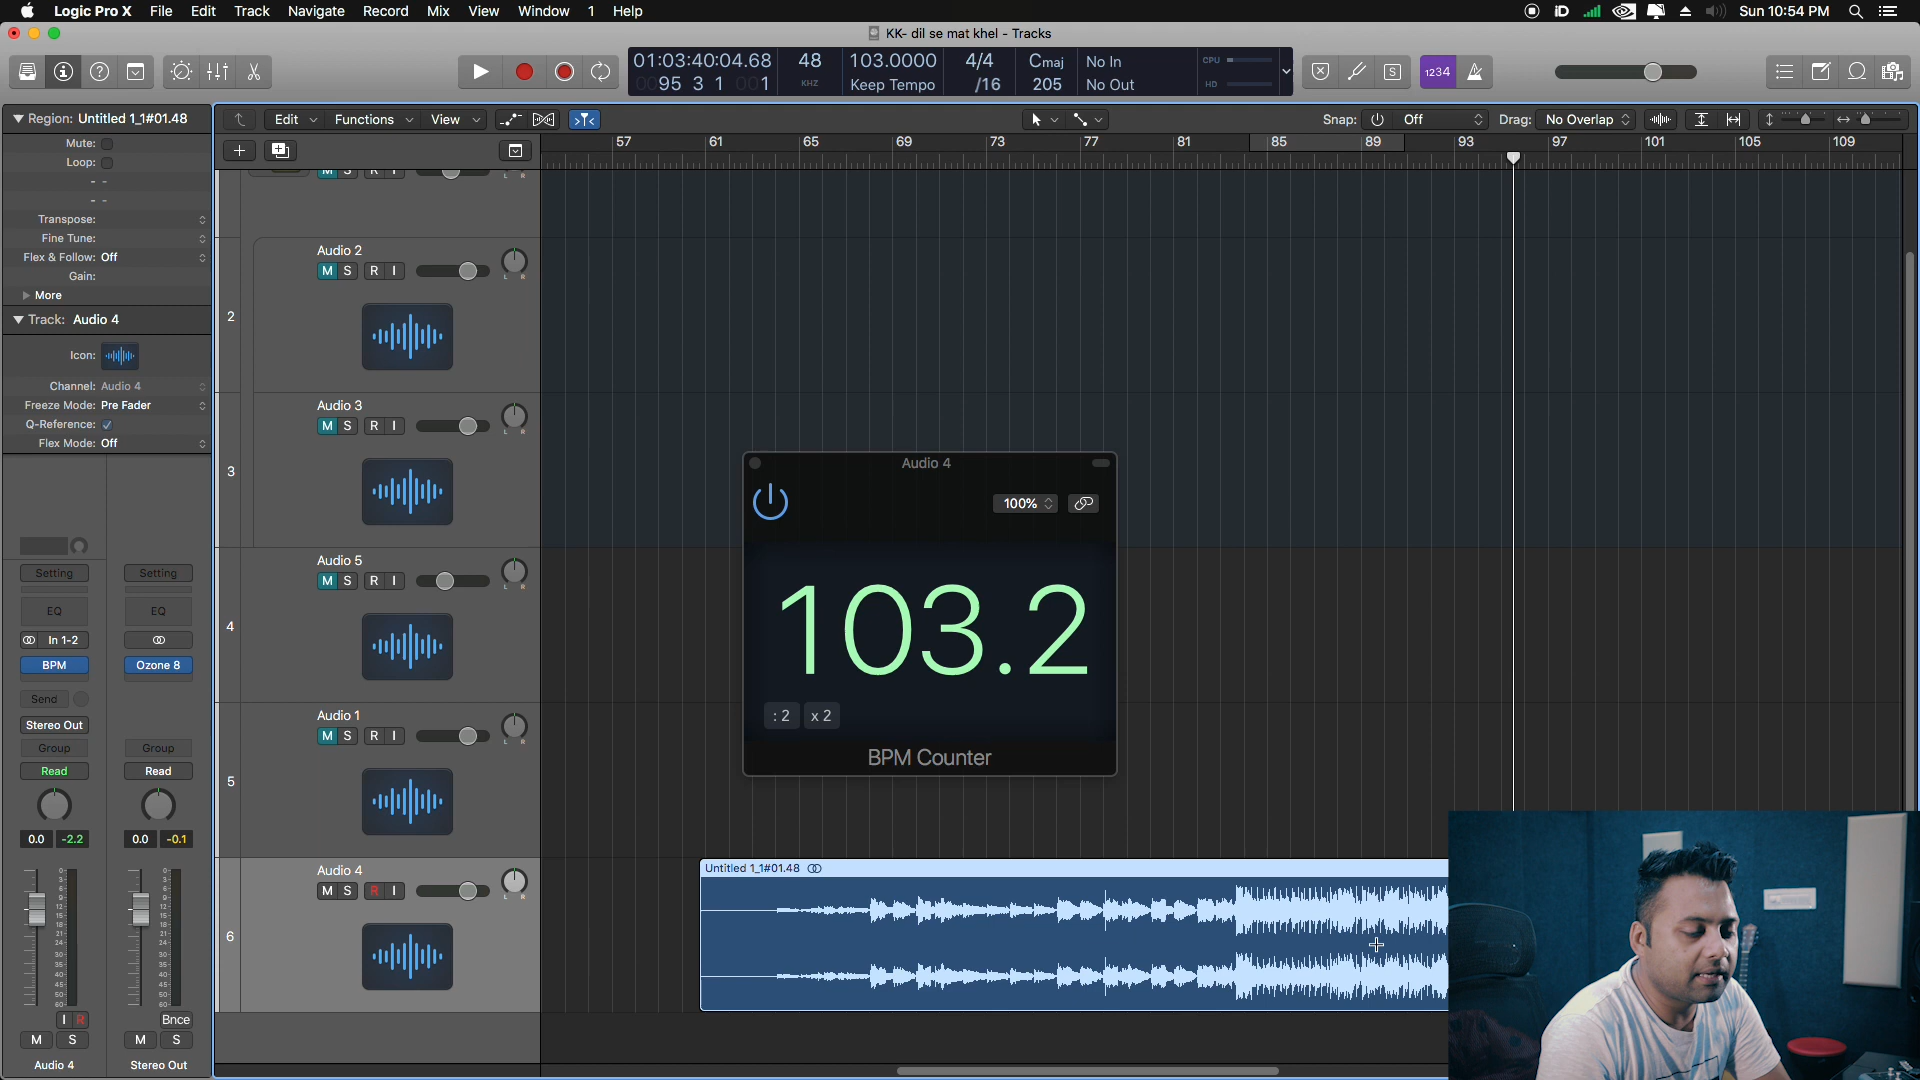 Logic Pro X File Edit Track Navigate Record Mix View Window 1 Help
iD Sun 10:54 PM
KK- dil se mat khel - Tracks
01:03:40:04.68 48 103.0000 4/4 Cmaj No In CPU
95 3 1 001 KHZ Keep Tempo /16 205 No Out HD
S 1234
Region: Untitled 1_1#01.48
Edit Functions View
Snap: Off Drag: No Overlap
Mute:
Loop:
- -
- -
Transpose:
Fine Tune:
Flex & Follow: Off
Gain:
More
Track: Audio 4
Icon:
Channel: Audio 4
Freeze Mode: Pre Fader
Q-Reference:
Flex Mode: Off
57 61 65 69 73 77 81 85 89 93 97 101 105 109
M S R I
L R
Audio 2
M S R I
L R
2
Audio 3
M S R I
L R
3
Audio 5
M S R I
L R
4
Audio 1
M S R I
L R
5
Audio 4
M S R I
L R
6
Audio 4
100%
103.2
: 2 x 2
BPM Counter
Untitled 1_1#01.48
Setting Setting
EQ EQ
In 1-2
BPM Ozone 8
Send
Stereo Out
Group Group
Read Read
0.0 -2.2 0.0 -0.1
I R Bnce
M S M S
Audio 4 Stereo Out